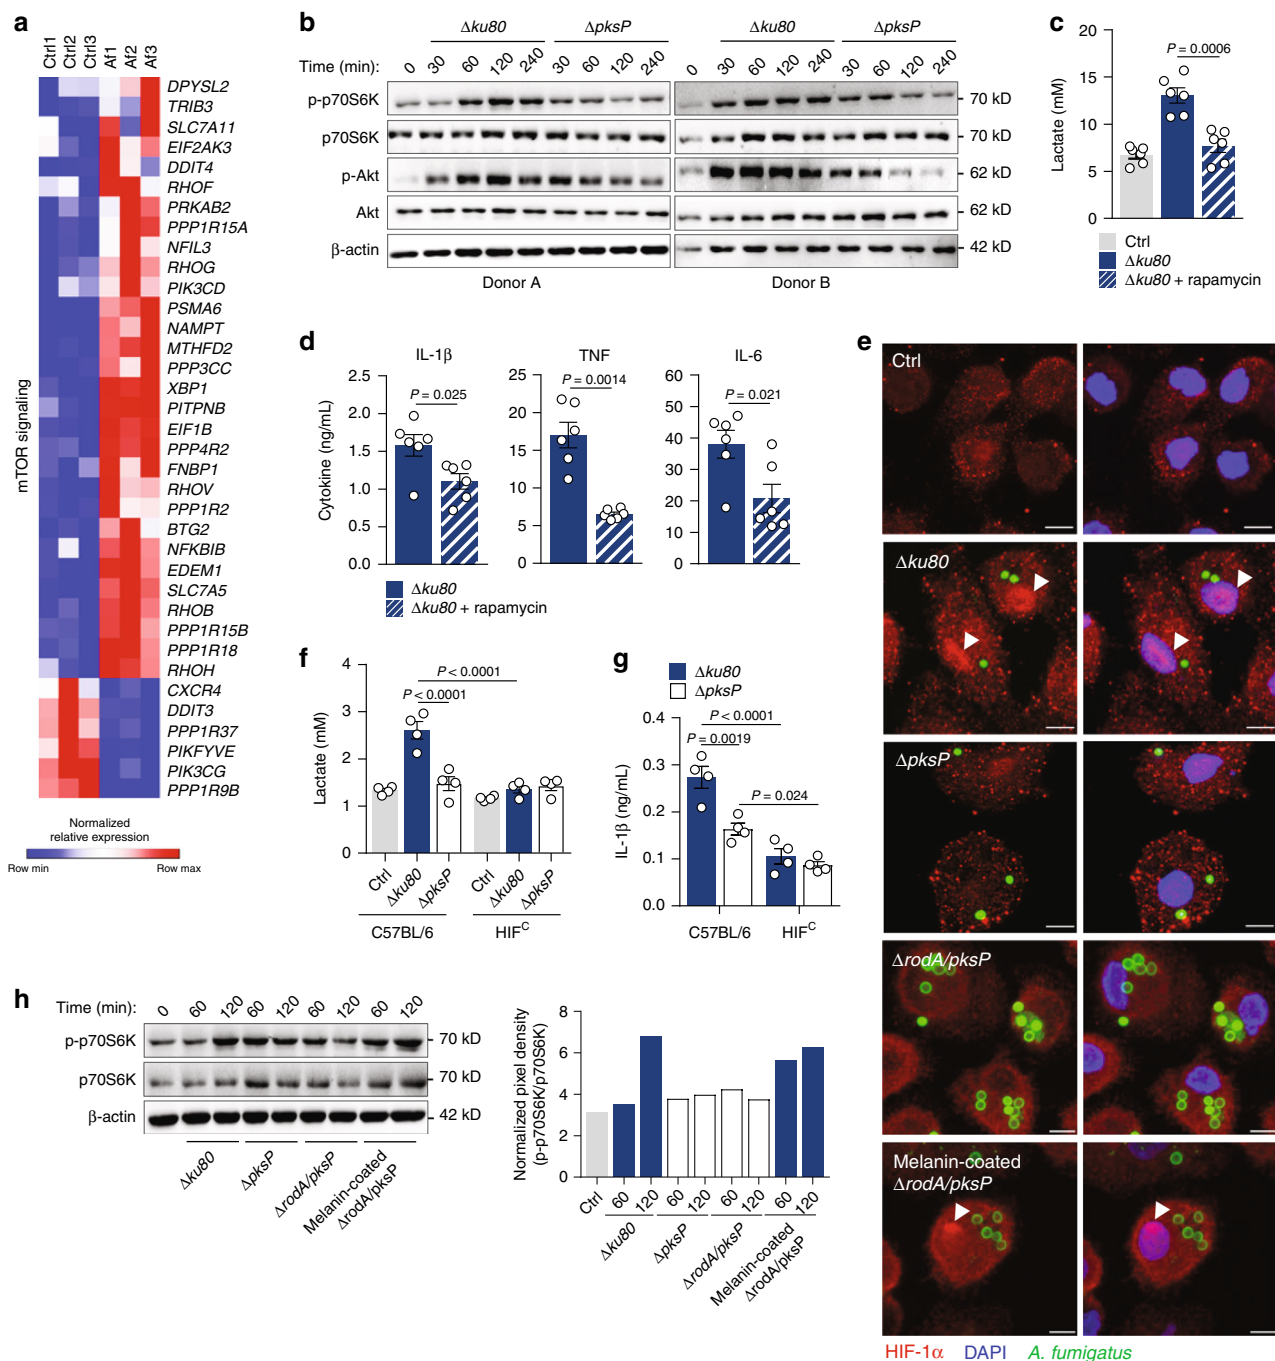 a
Ctrl1 Ctrl2 Ctrl3 Af1 Af2 Af3
mTOR signaling
DPYSL2
TRIB3
SLC7A11
EIF2AK3
DDIT4
RHOF
PRKAB2
PPP1R15A
NFIL3
RHOG
PIK3CD
PSMA6
NAMPT
MTHFD2
PPP3CC
XBP1
PITPNB
EIF1B
PPP4R2
FNBP1
RHOV
PPP1R2
BTG2
NFKBIB
EDEM1
SLC7A5
RHOB
PPP1R15B
PPP1R18
RHOH
CXCR4
DDIT3
PPP1R37
PIKFYVE
PIK3CG
PPP1R9B
Normalized
relative expression
Row min Row max
b
Δku80 ΔpksP Δku80 ΔpksP
Time (min): 0 30 60 120 240 30 60 120 240 0 30 60 120 240 30 60 120 240
p-p70S6K 70 kD
p70S6K 70 kD
p-Akt 62 kD
Akt 62 kD
β-actin 42 kD
Donor A Donor B
c
Lactate (mM)
20
15
10
5
0
P = 0.0006
Ctrl
Δku80
Δku80 + rapamycin
d
IL-1β TNF IL-6
Cytokine (ng/mL)
2.5
2.0
1.5
1.0
0.5
0.0
P = 0.025
25
20
15
10
5
0
P = 0.0014
60
50
40
30
20
10
0
P = 0.021
Δku80
Δku80 + rapamycin
e
Ctrl
Δku80
ΔpksP
ΔrodA/pksP
Melanin-coated
ΔrodA/pksP
HIF-1α DAPI A. fumigatus
f
Lactate (mM)
4
3
2
1
0
P < 0.0001
P < 0.0001
Ctrl Δku80 ΔpksP Ctrl Δku80 ΔpksP
C57BL/6 HIFᶜ
g
Δku80
ΔpksP
IL-1β (ng/mL)
0.4
0.3
0.2
0.1
0.0
P < 0.0001
P = 0.0019
P = 0.024
C57BL/6 HIFᶜ
h
Time (min): 0 60 120 60 120 60 120 60 120
p-p70S6K 70 kD
p70S6K 70 kD
β-actin 42 kD
Δku80 ΔpksP ΔrodA/pksP Melanin-coated ΔrodA/pksP
Normalized pixel density
(p-p70S6K/p70S6K)
8
6
4
2
0
Ctrl 60 120 60 120 60 120 60 120
Δku80 ΔpksP ΔrodA/pksP Melanin-coated ΔrodA/pksP